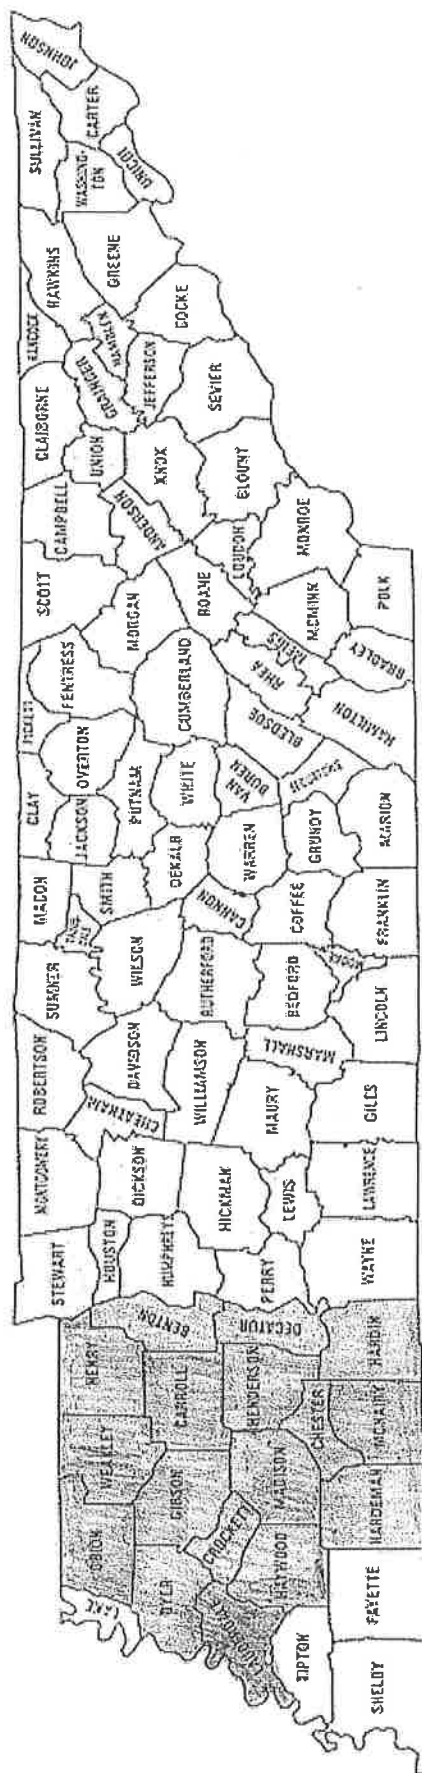 JOHNSON
SULLIVAN
CARTER
UNICOI
WASHING-
TON
GREENE
HAWKINS
HANCOCK
HAMBLEN
COCKE
GRAINGER
JEFFERSON
SEVIER
CLAIBORNE
UNION
KNOX
BLOUNT
CAMPBELL
ANDERSON
LOUDON
MONROE
SCOTT
MORGAN
ROANE
MCMINN
POLK
MEIGS
RHEA
BRADLEY
HAMILTON
FENTRESS
CUMBERLAND
BLEDSOE
PICKETT
OVERTON
CLAY
JACKSON
PUTNAM
WHITE
VAN
BUREN
MARION
GRUNDY
WARREN
DEKALB
SMITH
MACON
CANNON
COFFEE
FRANKLIN
MOORE
SUMNER
WILSON
RUTHERFORD
BEDFORD
LINCOLN
MARSHALL
ROBERTSON
DAVIDSON
CHEATHAM
WILLIAMSON
MAURY
GILES
MONTGOMERY
DICKSON
HICKMAN
LEWIS
LAWRENCE
STEWART
HOUSTON
HUMPHREYS
PERRY
WAYNE
BENTON
DECATUR
HENRY
CARROLL
HENDERSON
HARDIN
CHESTER
MCNAIRY
WEAKLEY
GIBSON
MADISON
HARDEMAN
OBION
CROCKETT
HAYWOOD
DYER
LAKE
LAUDERDALE
TIPTON
FAYETTE
SHELBY